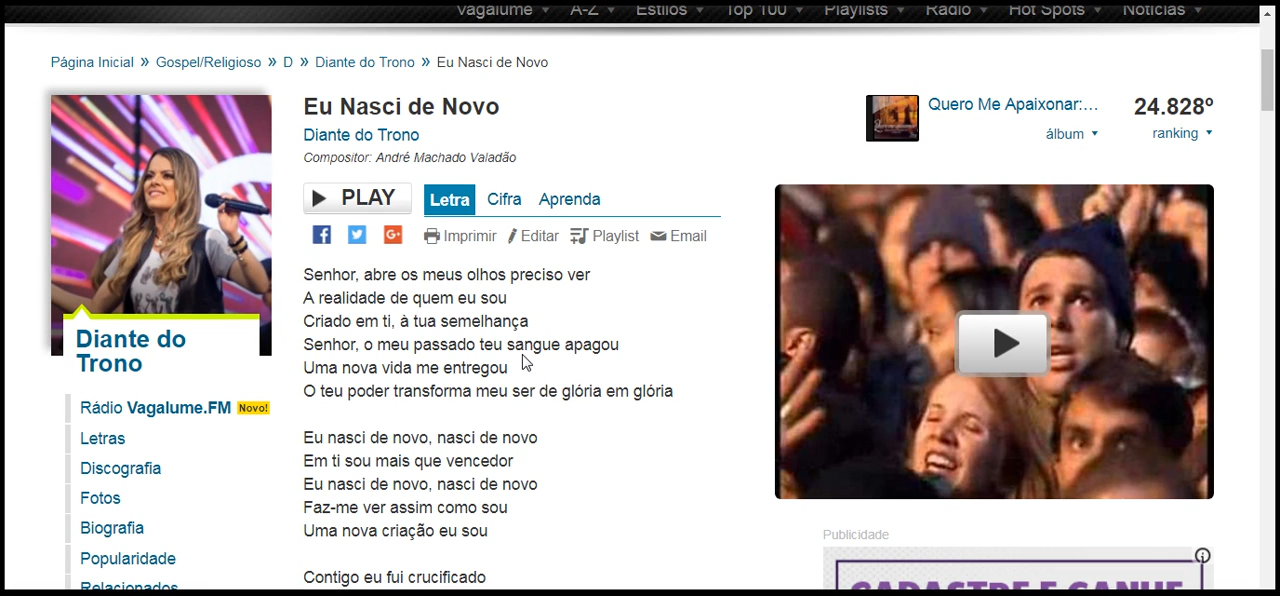 Vagalume A-Z Estilos Top 100 Playlists Rádio Hot Spots Notícias
Página Inicial » Gospel/Religioso » D » Diante do Trono » Eu Nasci de Novo
Eu Nasci de Novo
Diante do Trono
Compositor: André Machado Valadão
Quero Me Apaixonar:...
álbum
24.828º
ranking
PLAY
Letra Cifra Aprenda
Imprimir Editar Playlist Email
Senhor, abre os meus olhos preciso ver
A realidade de quem eu sou
Criado em ti, à tua semelhança
Senhor, o meu passado teu sangue apagou
Uma nova vida me entregou
O teu poder transforma meu ser de glória em glória
Eu nasci de novo, nasci de novo
Em ti sou mais que vencedor
Eu nasci de novo, nasci de novo
Faz-me ver assim como sou
Uma nova criação eu sou
Contigo eu fui crucificado
Diante do
Trono
Rádio Vagalume.FM Novo!
Letras
Discografia
Fotos
Biografia
Popularidade
Relacionados
Publicidade
CADASTRE E GANHE